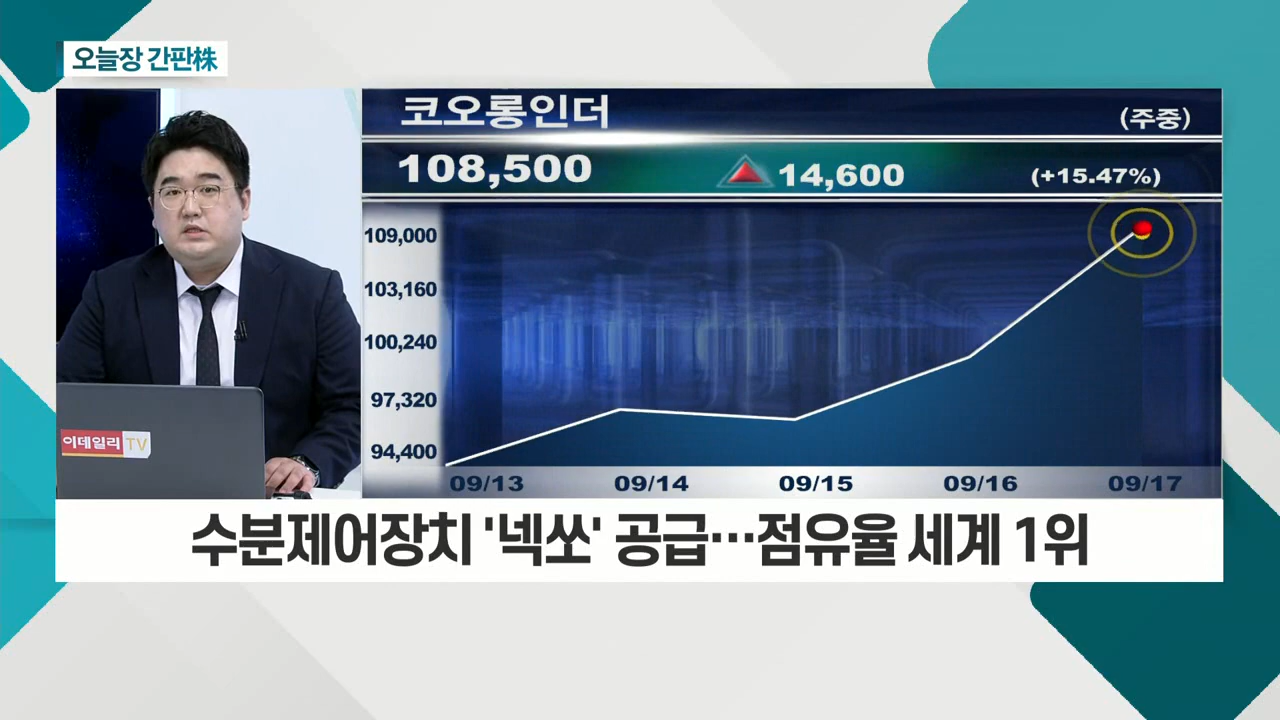 오늘장 간판株
코오롱인더 (주중)
108,500 ▲ 14,600 (+15.47%)
109,000
103,160
100,240
97,320
94,400
09/13 09/14 09/15 09/16 09/17
이데일리TV
수분제어장치 '넥쏘' 공급…점유율 세계 1위